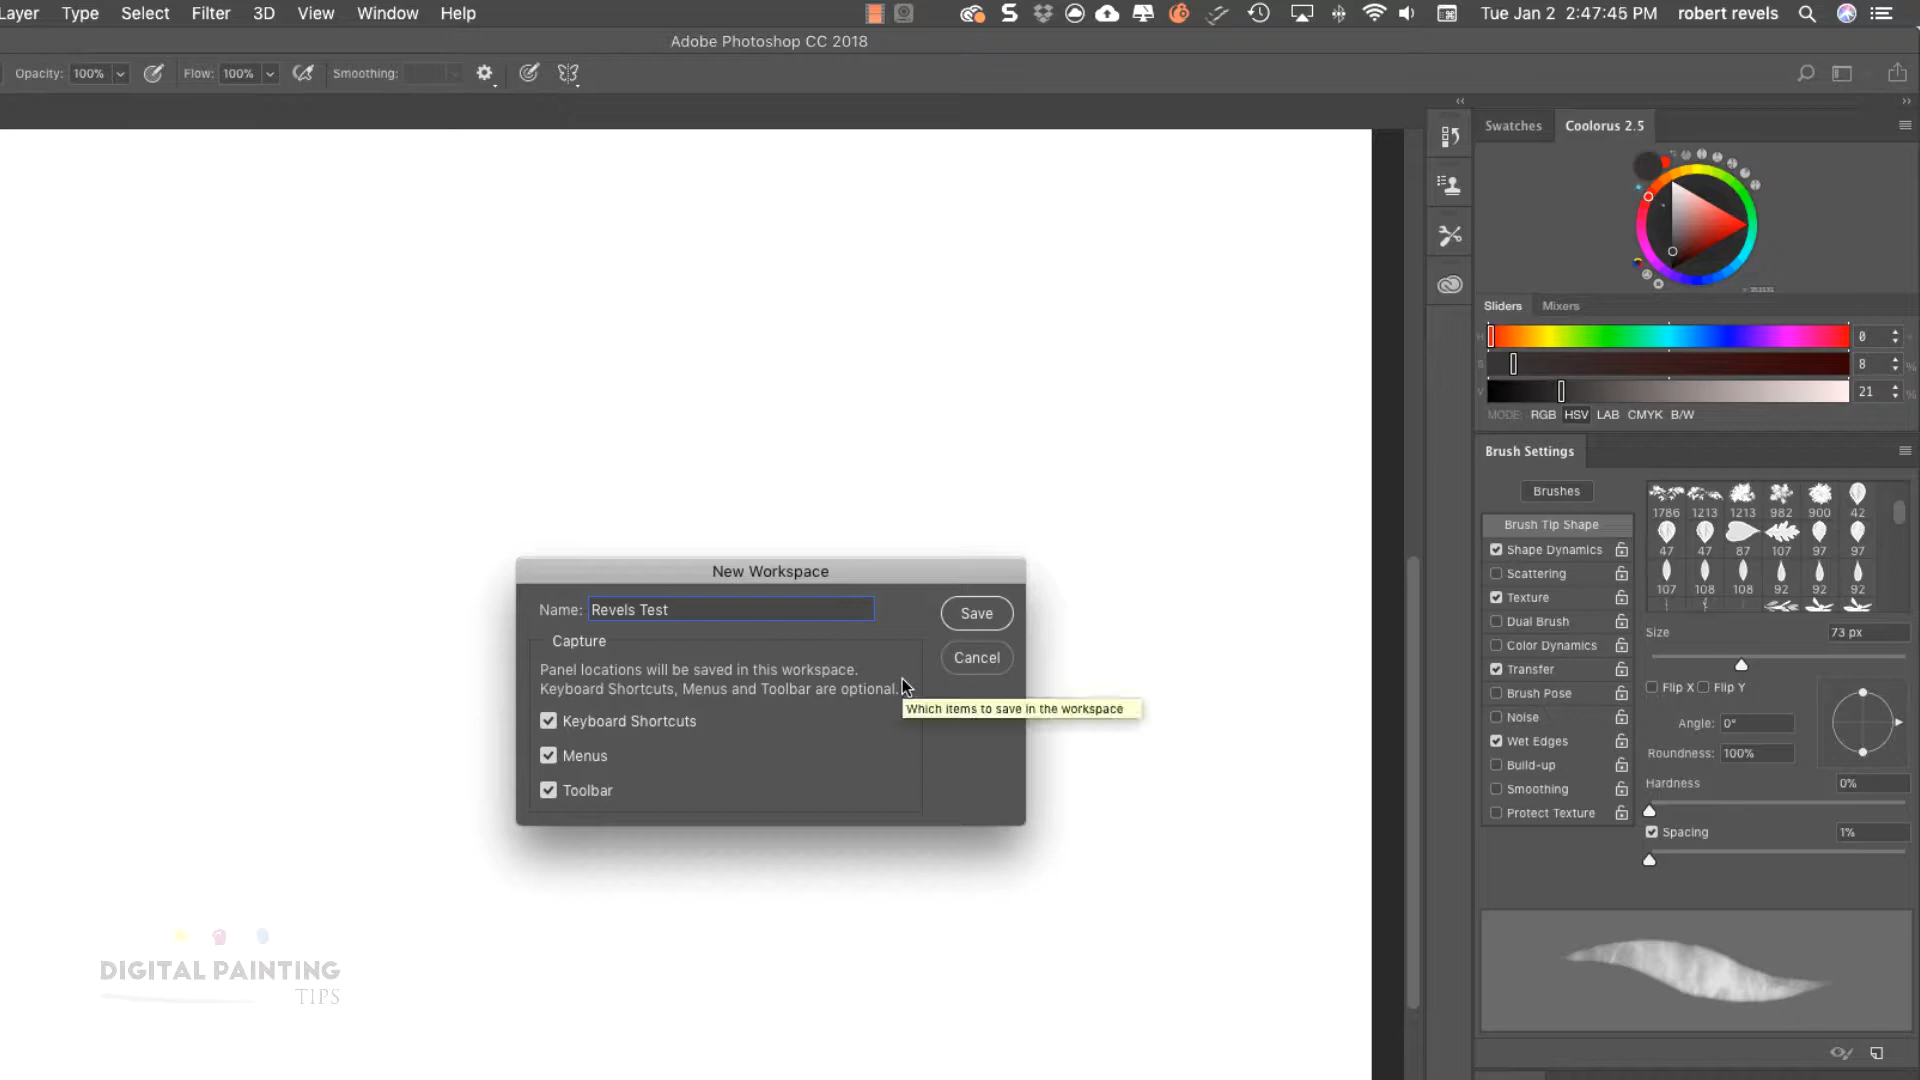 Layer Type Select Filter 3D View Window Help
Tue Jan 2 2:47:45 PM robert revels
Adobe Photoshop CC 2018
Opacity: 100% Flow: 100% Smoothing:
Swatches Coolorus 2.5
Sliders Mixers
H 0
S 8 %
V 21 %
MODE: RGB HSV LAB CMYK B/W
Brush Settings
Brushes
1786 1213 1213 982 900 42
47 47 87 107 97 97
107 108 108 92 92 92
Brush Tip Shape
Shape Dynamics
Scattering
Texture
Dual Brush
Color Dynamics
Transfer
Brush Pose
Noise
Wet Edges
Build-up
Smoothing
Protect Texture
Size 73 px
Flip X Flip Y
Angle: 0°
Roundness: 100%
Hardness 0%
Spacing 1%
New Workspace
Name: Revels Test
Save
Cancel
Capture
Panel locations will be saved in this workspace.
Keyboard Shortcuts, Menus and Toolbar are optional.
Which items to save in the workspace
Keyboard Shortcuts
Menus
Toolbar
DIGITAL PAINTING
TIPS